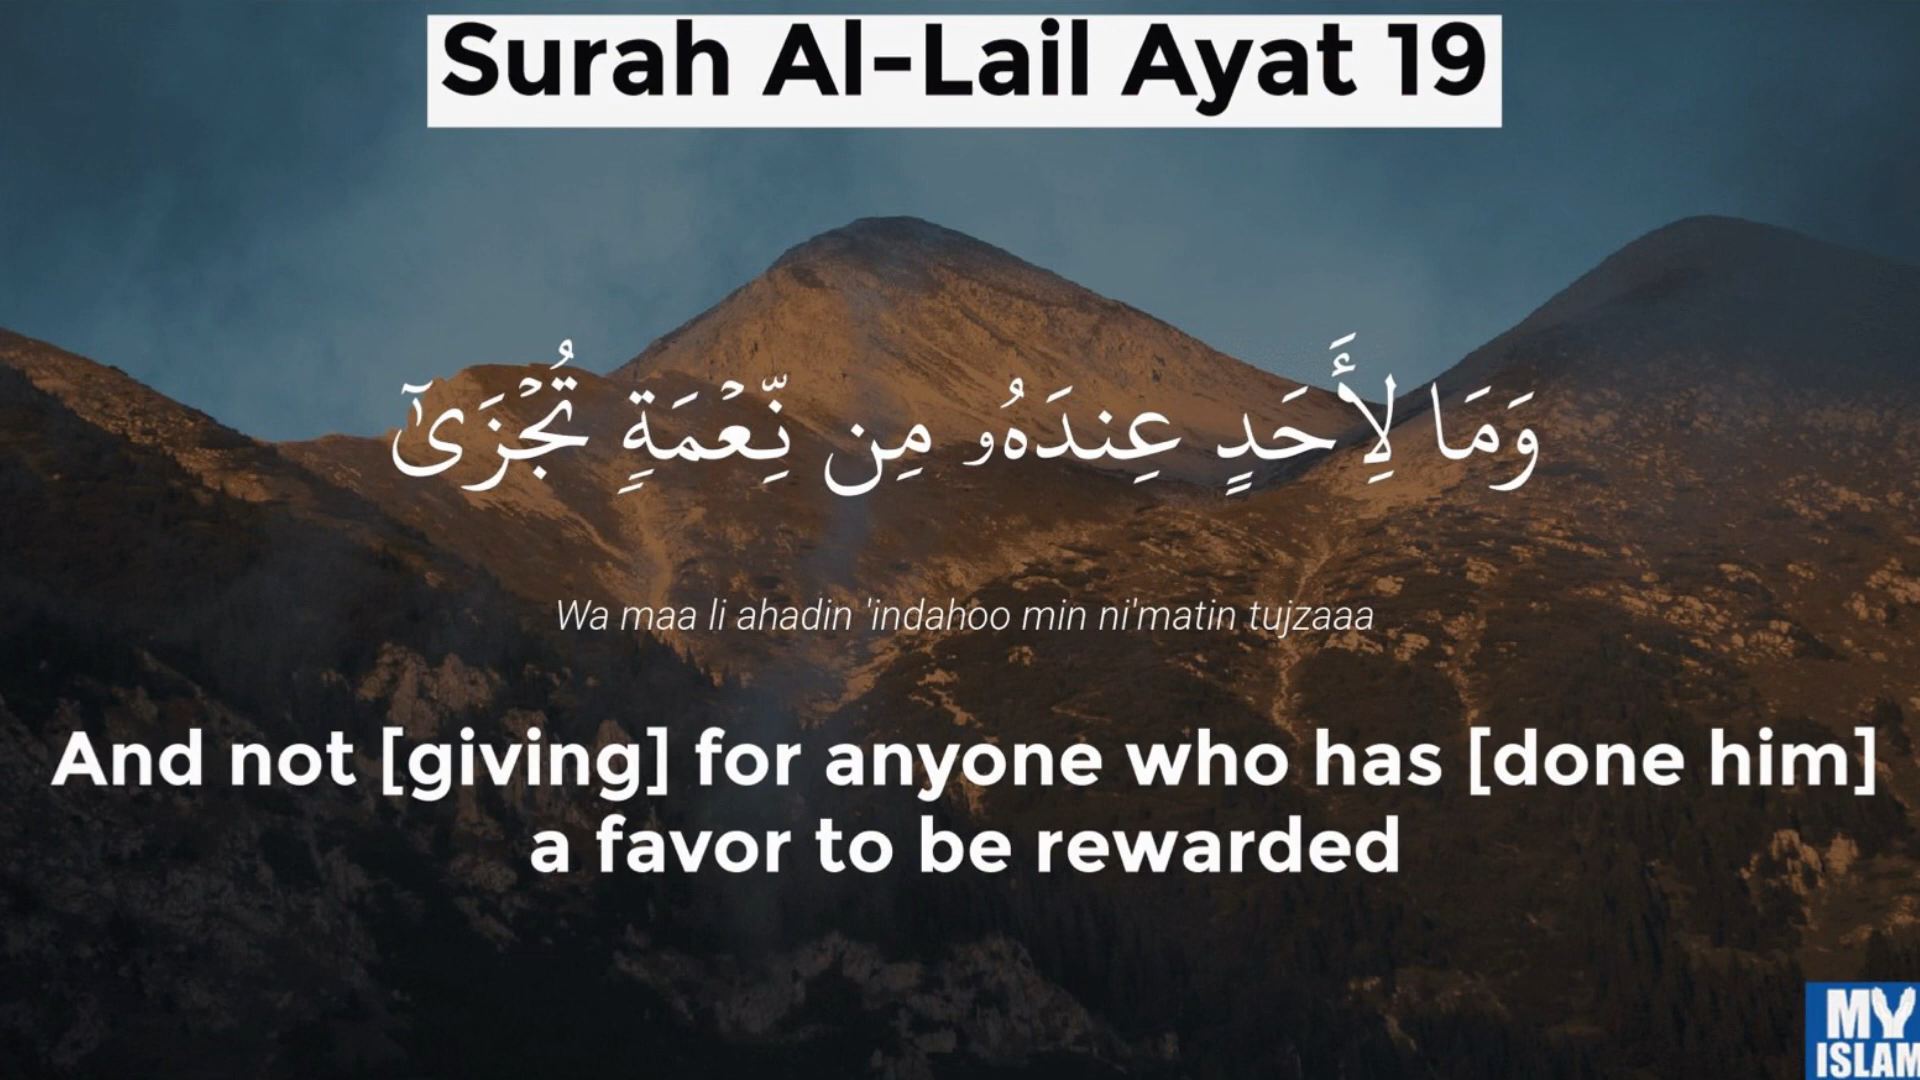 Surah Al-Lail Ayat 19
وَمَا لِأَحَدٍ عِندَهُۥ مِن نِّعْمَةٍ تُجْزَىٰٓ
Wa maa li ahadin 'indahoo min ni'matin tujzaaa
And not [giving] for anyone who has [done him]
a favor to be rewarded
MY
ISLAM